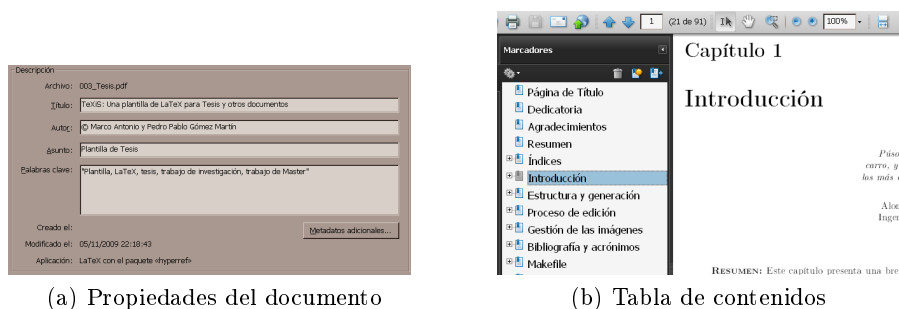 Descripción
Archivo: 003_Tesis.pdf
Título: TeXiS: Una plantilla de LaTeX para Tesis y otros documentos
Autor: © Marco Antonio y Pedro Pablo Gómez Martín
Asunto: Plantilla de Tesis
Palabras clave: "Plantilla, LaTeX, tesis, trabajo de investigación, trabajo de Master"
Creado el:
Metadatos adicionales...
Modificado el: 05/11/2009 22:18:43
Aplicación: LaTeX con el paquete «hyperref»
(a) Propiedades del documento
1 (21 de 91) 100%
Marcadores
Página de Título
Dedicatoria
Agradecimientos
Resumen
Índices
Introducción
Estructura y generación
Proceso de edición
Gestión de las imágenes
Bibliografía y acrónimos
Makefile
Capítulo 1
Introducción
carro, y
los más
Resumen: Este capítulo presenta una bre
(b) Tabla de contenidos